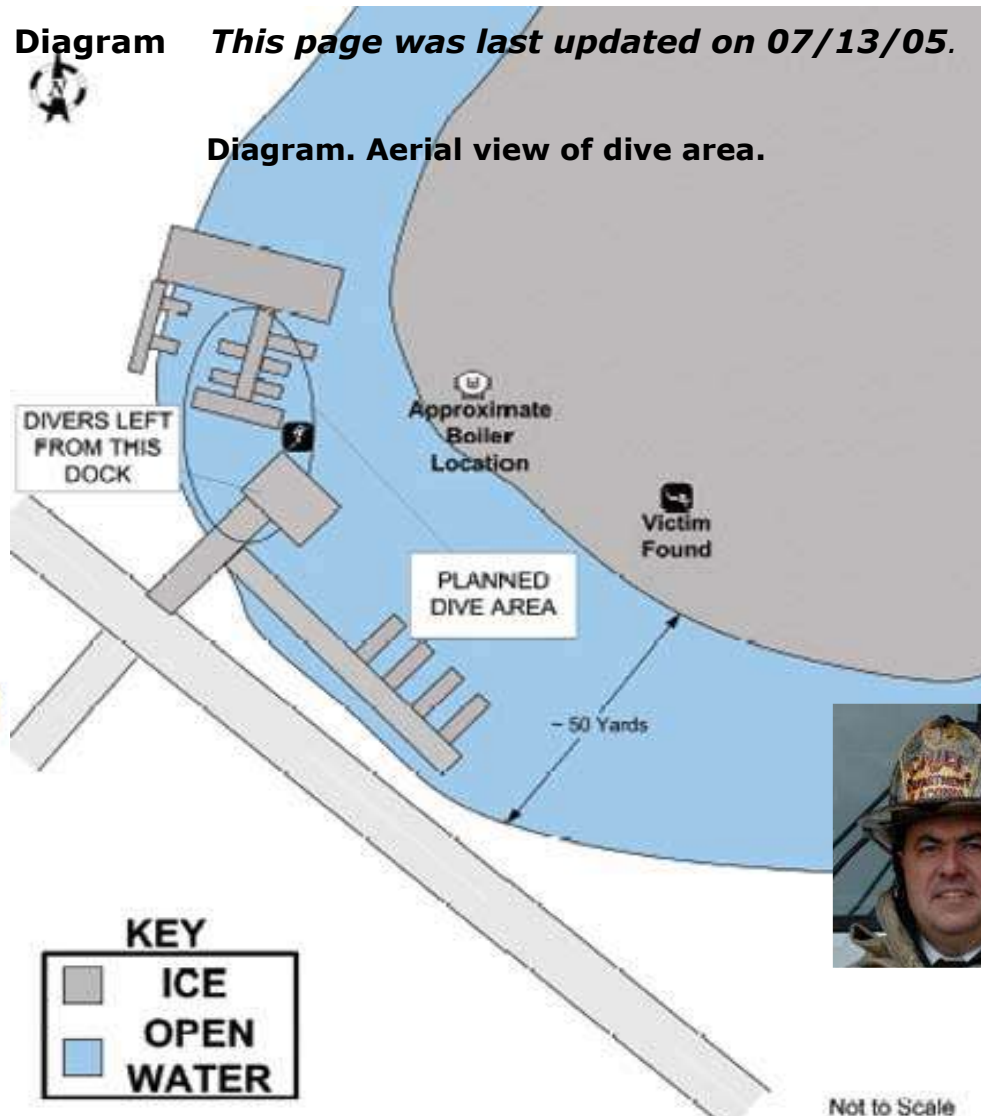 Diagram This page was last updated on 07/13/05.
N
Diagram. Aerial view of dive area.
DIVERS LEFT
FROM THIS
DOCK
Approximate
Boiler
Location
Victim
Found
PLANNED
DIVE AREA
~ 50 Yards
KEY
ICE
OPEN
WATER
Not to Scale